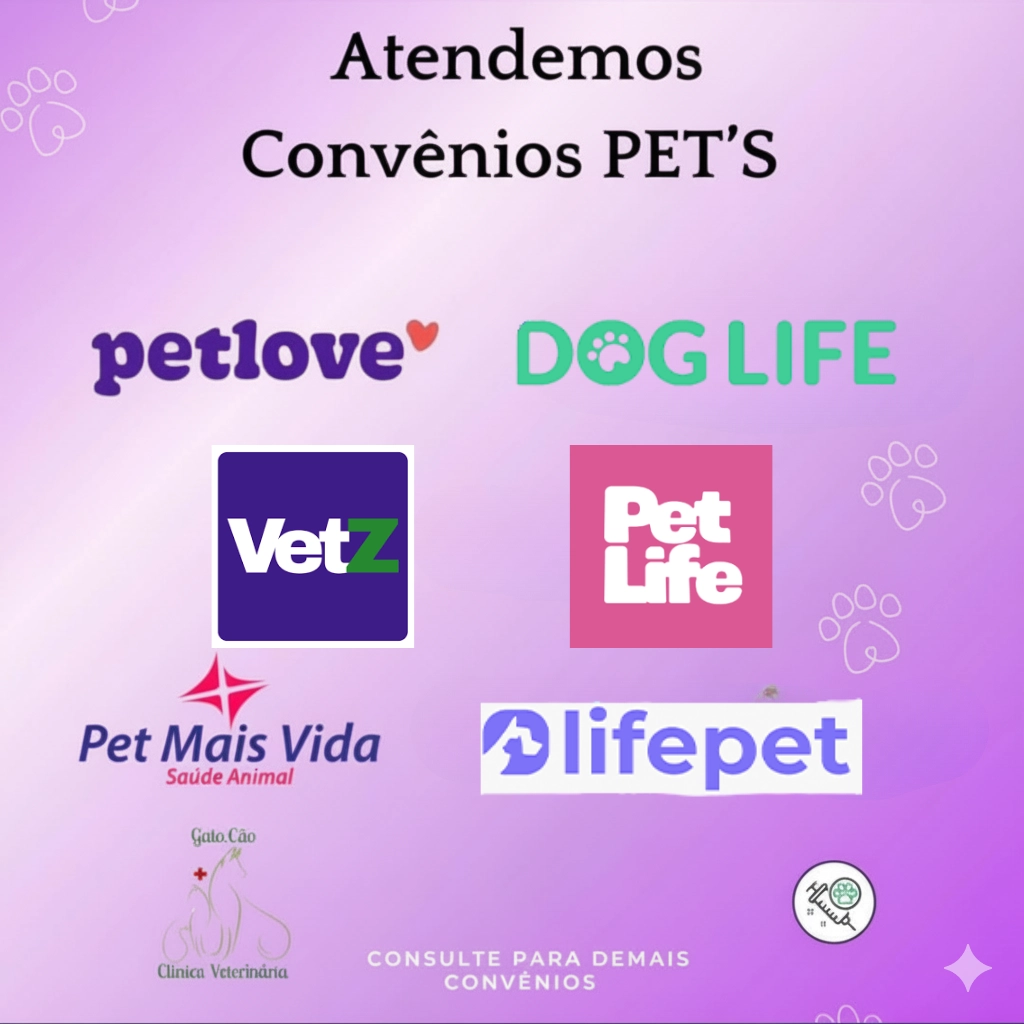 Atendemos
Convênios PET’S
petlove
DOG LIFE
VetZ
Pet
Life
Pet Mais Vida
Saúde Animal
lifepet
Gato.Cão
Clinica Veterinária
CONSULTE PARA DEMAIS
CONVÊNIOS